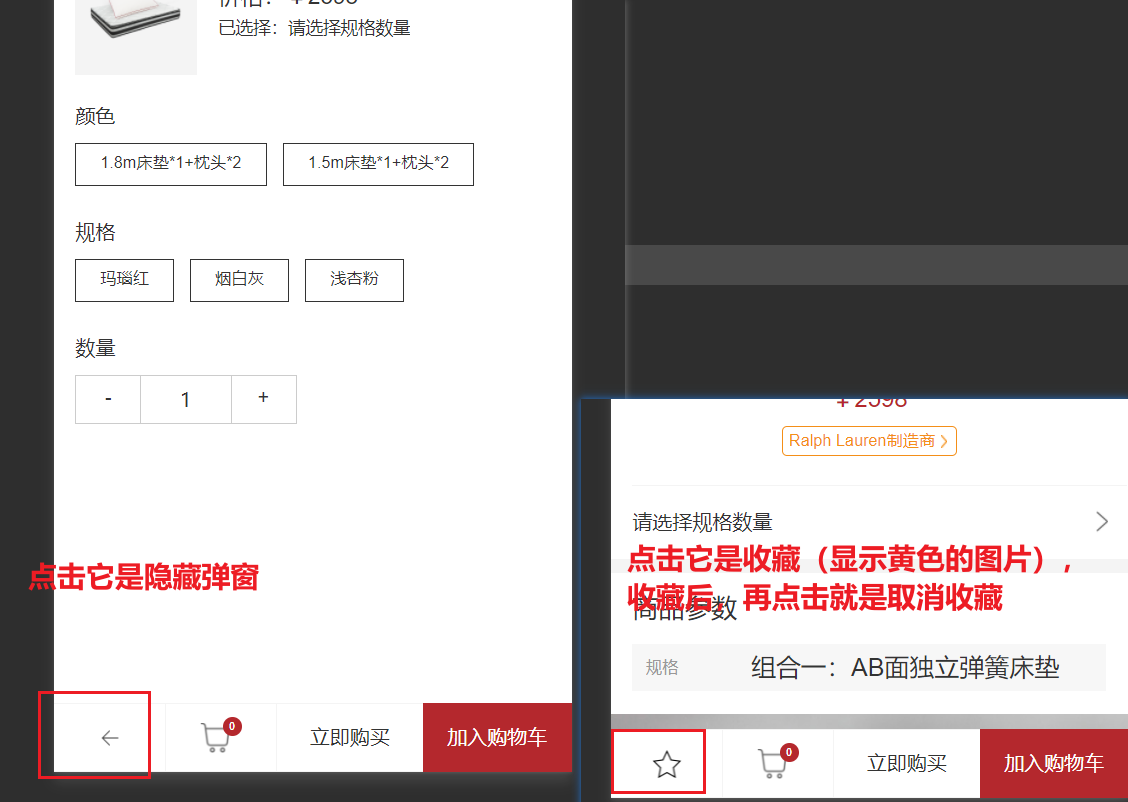 价格：￥2598
已选择：请选择规格数量
颜色
1.8m床垫*1+枕头*2
1.5m床垫*1+枕头*2
规格
玛瑙红
烟白灰
浅杏粉
数量
-
1
+
点击它是隐藏弹窗
0
立即购买
加入购物车
￥2598
Ralph Lauren制造商
请选择规格数量
点击它是收藏（显示黄色的图片），
收藏后，再点击就是取消收藏
商品参数
规格
组合一：AB面独立弹簧床垫
0
立即购买
加入购物车